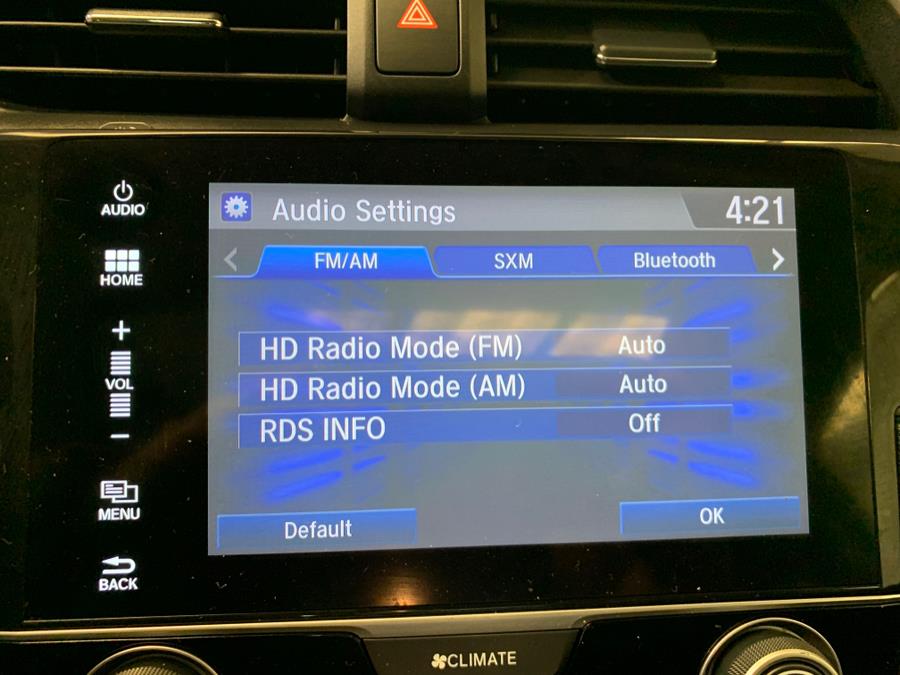 AUDIO
HOME
+
VOL
−
MENU
BACK
Audio Settings 4:21
< FM/AM SXM Bluetooth >
HD Radio Mode (FM) Auto
HD Radio Mode (AM) Auto
RDS INFO Off
Default OK
CLIMATE